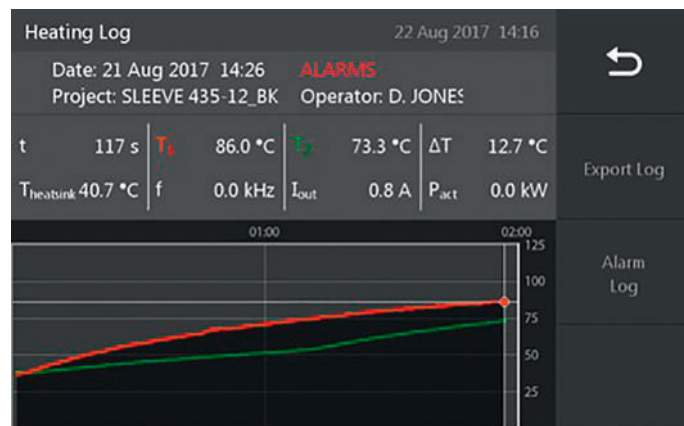 Heating Log 22 Aug 2017 14:16
Date: 21 Aug 2017 14:26 ALARMS
Project: SLEEVE 435-12_BK Operator: D. JONES
t 117 s T₁ 86.0 °C T₂ 73.3 °C ΔT 12.7 °C
Theatsink 40.7 °C f 0.0 kHz Iout 0.8 A Pact 0.0 kW
Export Log
Alarm
Log
01:00 02:00
125
100
75
50
25